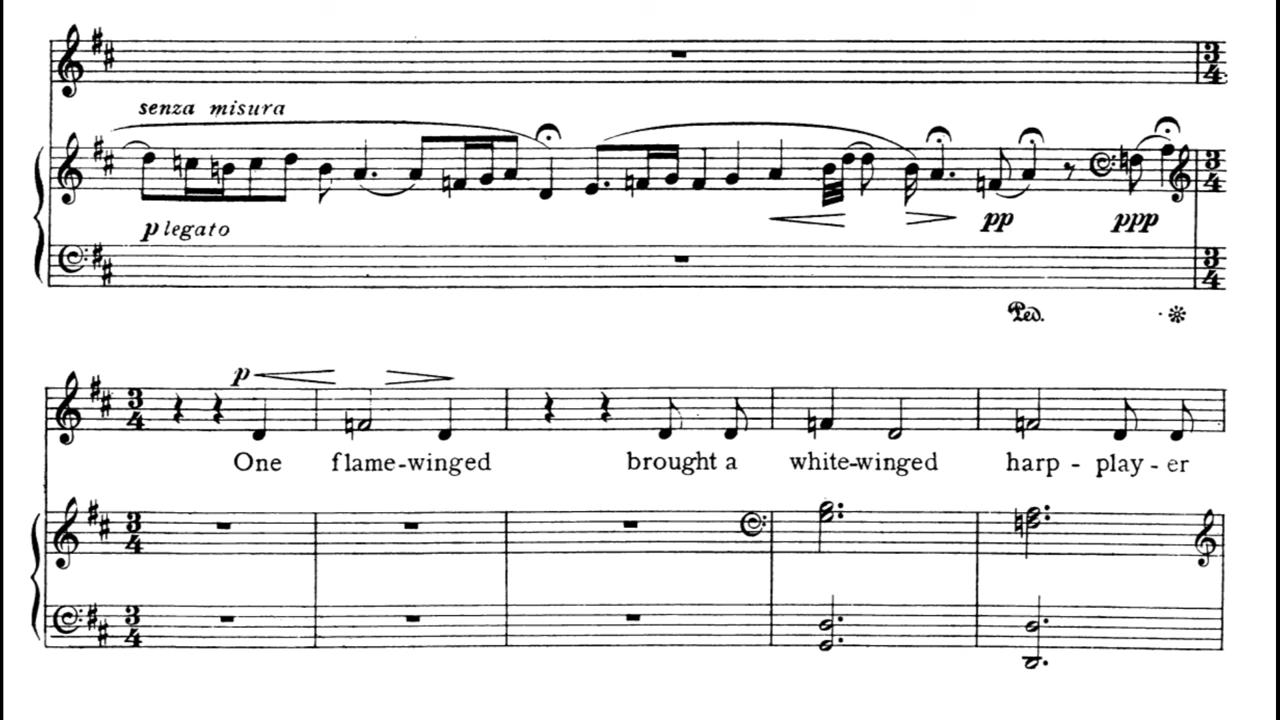 senza misura
p legato
pp ppp
Ped.
p
One flame-winged brought a white-winged harp - play - er